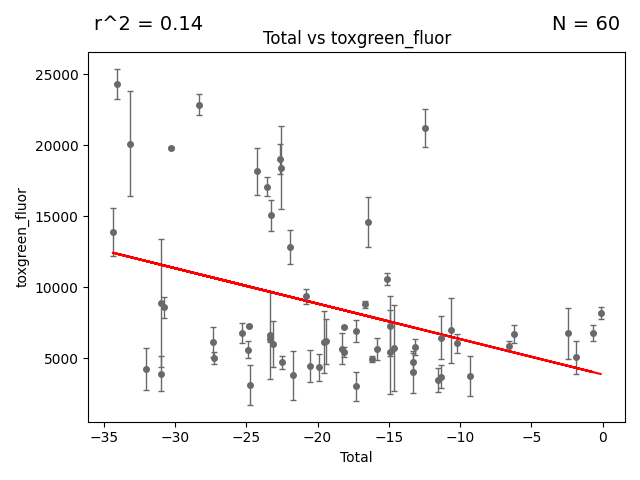 r^2 = 0.14
N = 60
Total vs toxgreen_fluor
25000
20000
15000
10000
5000
toxgreen_fluor
−35 −30 −25 −20 −15 −10 −5 0
Total